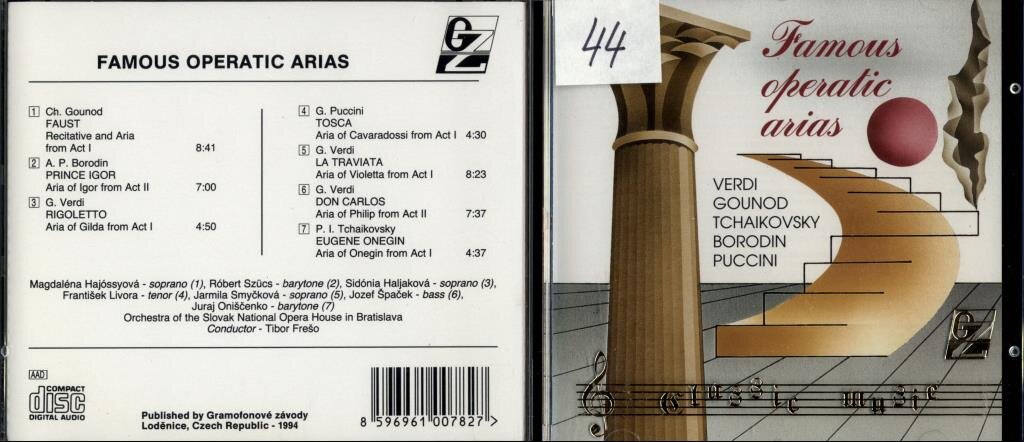 FAMOUS OPERATIC ARIAS
GZ
1 Ch. Gounod
FAUST
Recitative and Aria
from Act I 8:41
2 A. P. Borodin
PRINCE IGOR
Aria of Igor from Act II 7:00
3 G. Verdi
RIGOLETTO
Aria of Gilda from Act I 4:50
4 G. Puccini
TOSCA
Aria of Cavaradossi from Act I 4:30
5 G. Verdi
LA TRAVIATA
Aria of Violetta from Act I 8:23
6 G. Verdi
DON CARLOS
Aria of Philip from Act II 7:37
7 P. I. Tchaikovsky
EUGENE ONEGIN
Aria of Onegin from Act I 4:37
Magdaléna Hajóssyová - soprano (1), Róbert Szücs - barytone (2), Sidónia Haljaková - soprano (3),
František Livora - tenor (4), Jarmila Smyčková - soprano (5), Jozef Špaček - bass (6),
Juraj Oniščenko - barytone (7)
Orchestra of the Slovak National Opera House in Bratislava
Conductor - Tibor Frešo
AAD
COMPACT
disc
DIGITAL AUDIO
Published by Gramofonové závody
Loděnice, Czech Republic - 1994
8 596961 007827 >
44
Famous
operatic
arias
VERDI
GOUNOD
TCHAIKOVSKY
BORODIN
PUCCINI
GZ
Classic music